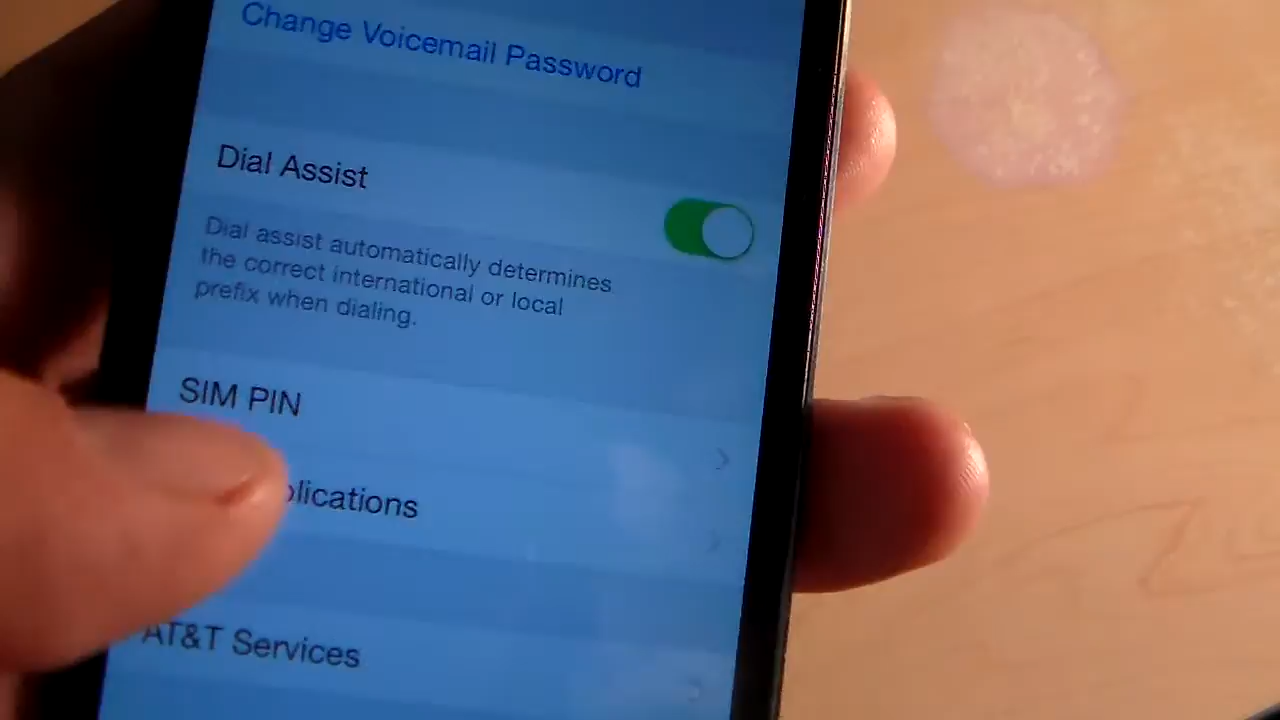 Change Voicemail Password
Dial Assist
Dial assist automatically determines
the correct international or local
prefix when dialing.
SIM PIN
plications
AT&T Services